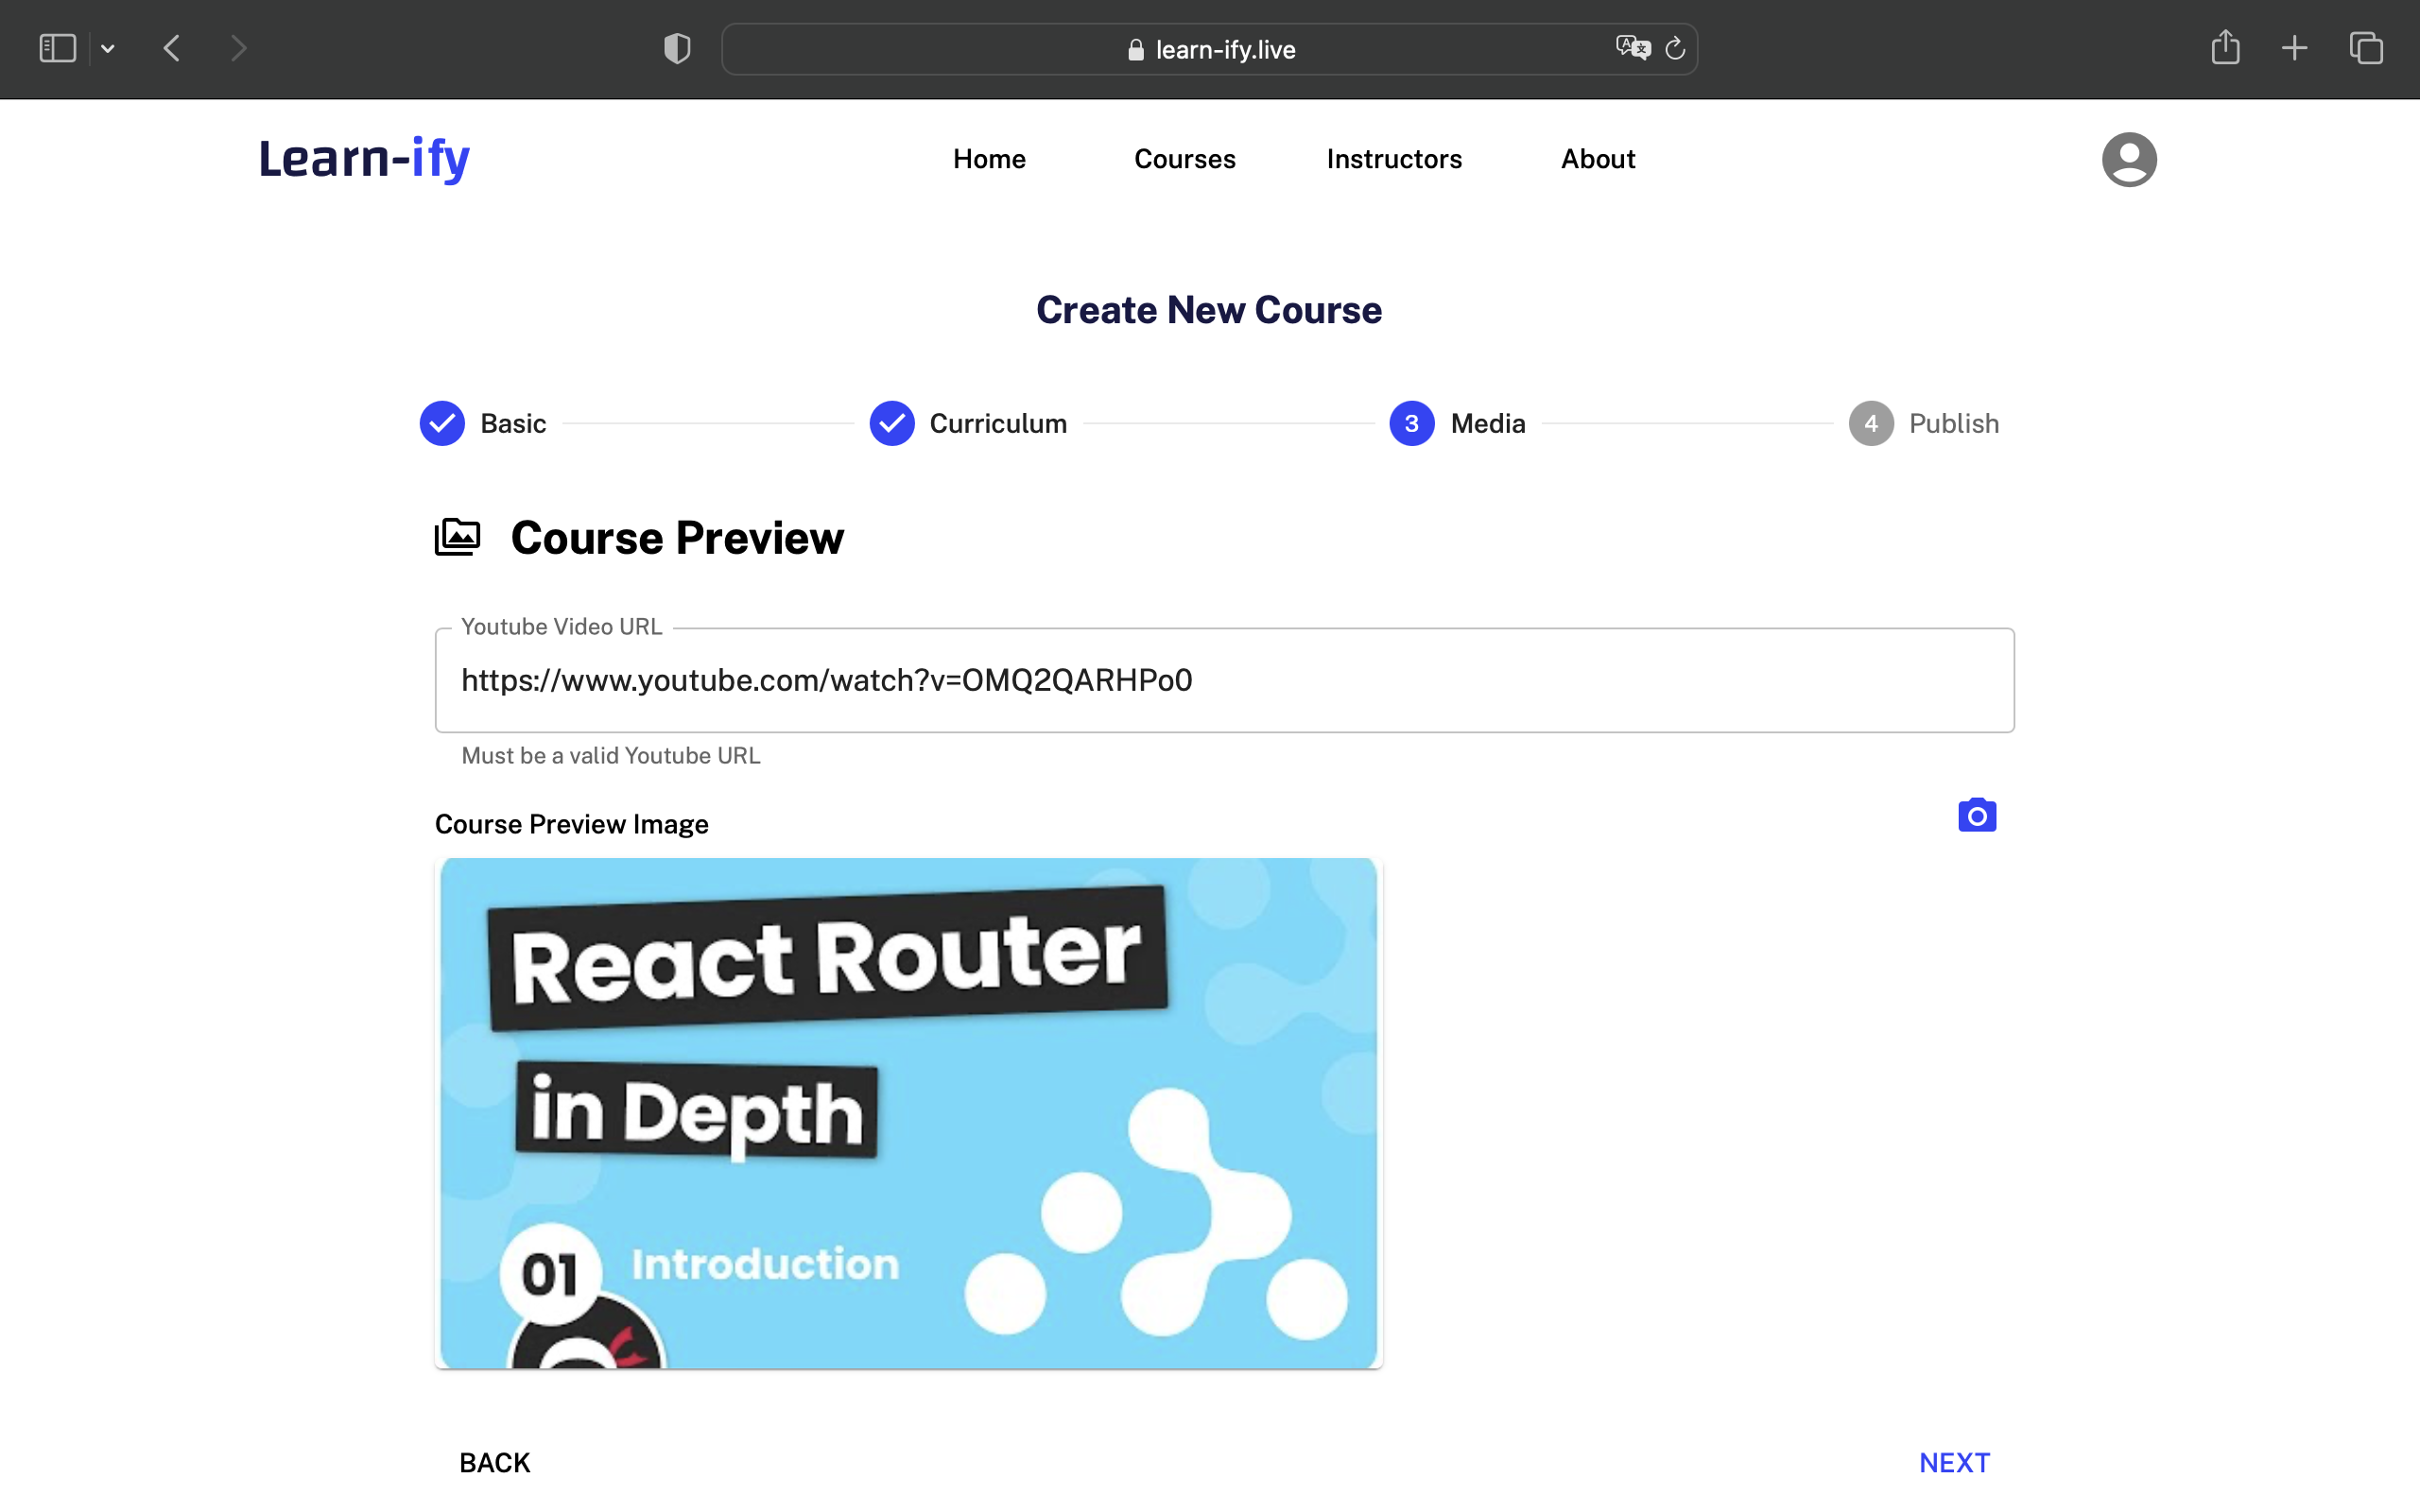 learn-ify.live
Learn-ify
Home Courses Instructors About
Create New Course
Basic Curriculum 3 Media 4 Publish
Course Preview
Youtube Video URL
https://www.youtube.com/watch?v=OMQ2QARHPo0
Must be a valid Youtube URL
Course Preview Image
React Router
in Depth
01 Introduction
BACK NEXT